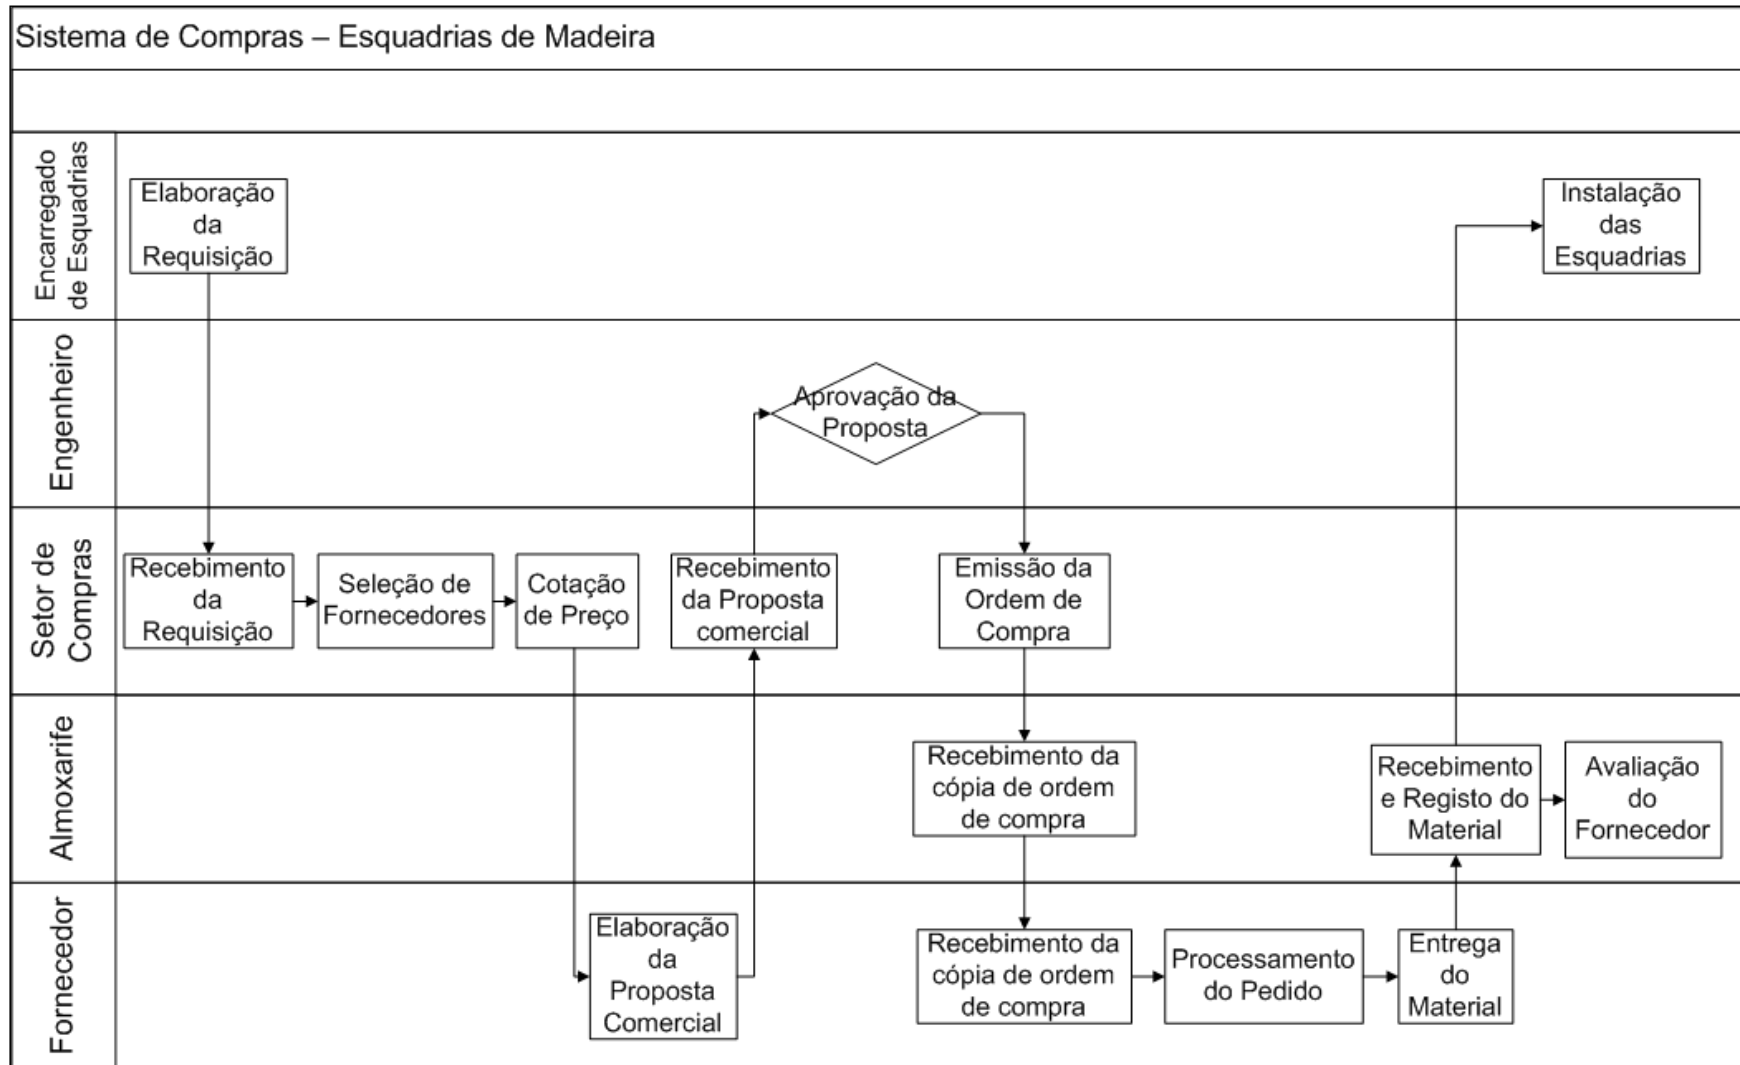 Sistema de Compras – Esquadrias de Madeira
Encarregado
de Esquadrias
Elaboração
da
Requisição
Instalação
das
Esquadrias
Engenheiro
Aprovação da
Proposta
Setor de
Compras
Recebimento
da
Requisição
Seleção de
Fornecedores
Cotação
de Preço
Recebimento
da Proposta
comercial
Emissão da
Ordem de
Compra
Almoxarife
Recebimento da
cópia de ordem
de compra
Recebimento
e Registo do
Material
Avaliação
do
Fornecedor
Fornecedor
Elaboração
da
Proposta
Comercial
Recebimento da
cópia de ordem
de compra
Processamento
do Pedido
Entrega
do
Material